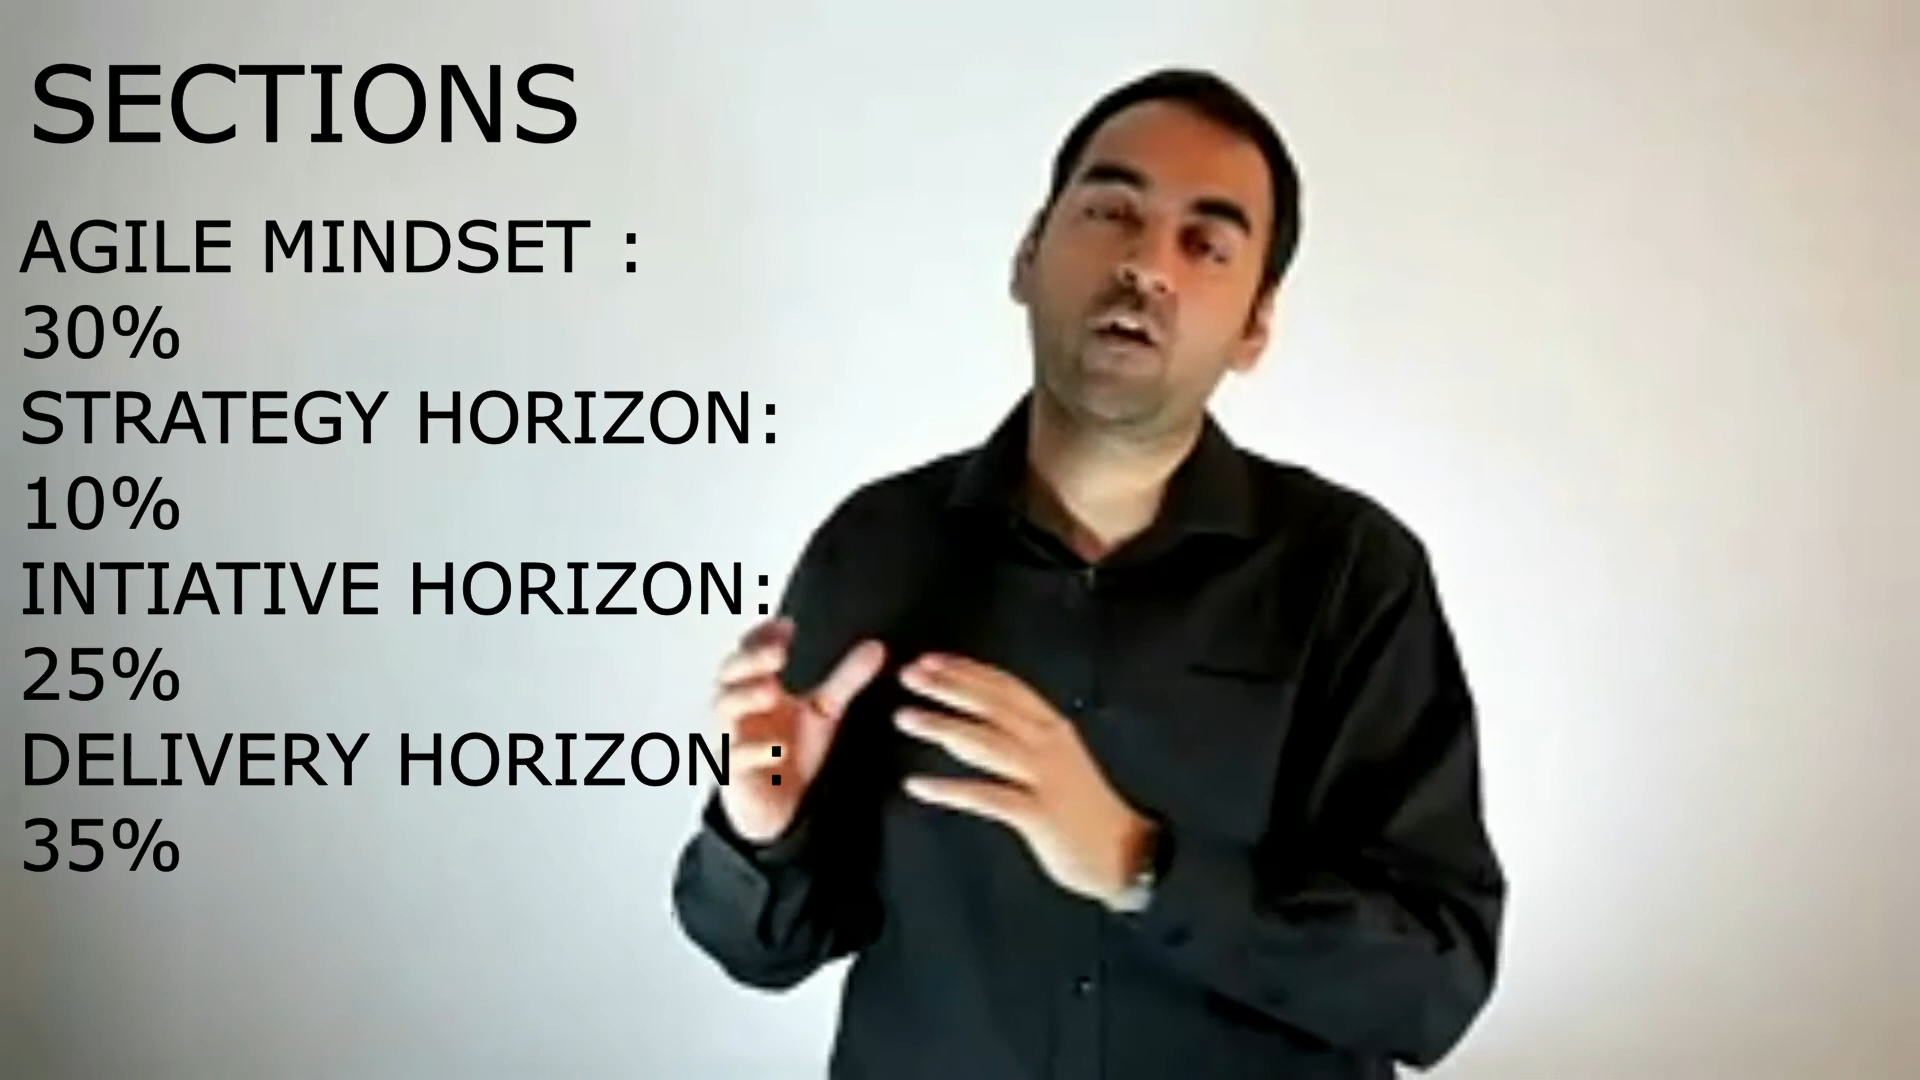 SECTIONS
AGILE MINDSET :
30%
STRATEGY HORIZON:
10%
INTIATIVE HORIZON:
25%
DELIVERY HORIZON :
35%